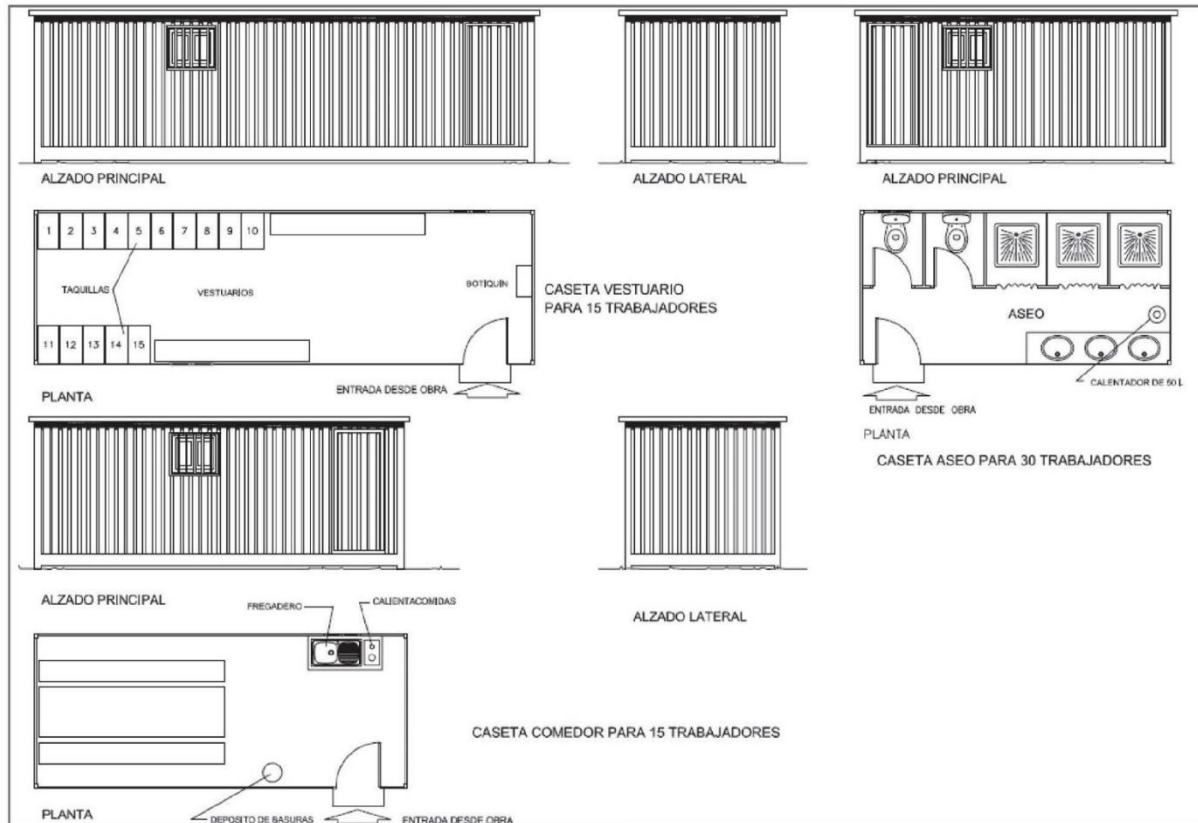 ALZADO PRINCIPAL
ALZADO LATERAL
ALZADO PRINCIPAL
1 2 3 4 5 6 7 8 9 10
TAQUILLAS
VESTUARIOS
BOTIQUIN
11 12 13 14 15
CASETA VESTUARIO
PARA 15 TRABAJADORES
PLANTA
ENTRADA DESDE OBRA
ASEO
CALENTADOR DE 50 L
ENTRADA DESDE OBRA
PLANTA
CASETA ASEO PARA 30 TRABAJADORES
ALZADO PRINCIPAL
ALZADO LATERAL
FREGADERO
CALIENTACOMIDAS
CASETA COMEDOR PARA 15 TRABAJADORES
PLANTA
DEPOSITO DE BASURAS
ENTRADA DESDE OBRA